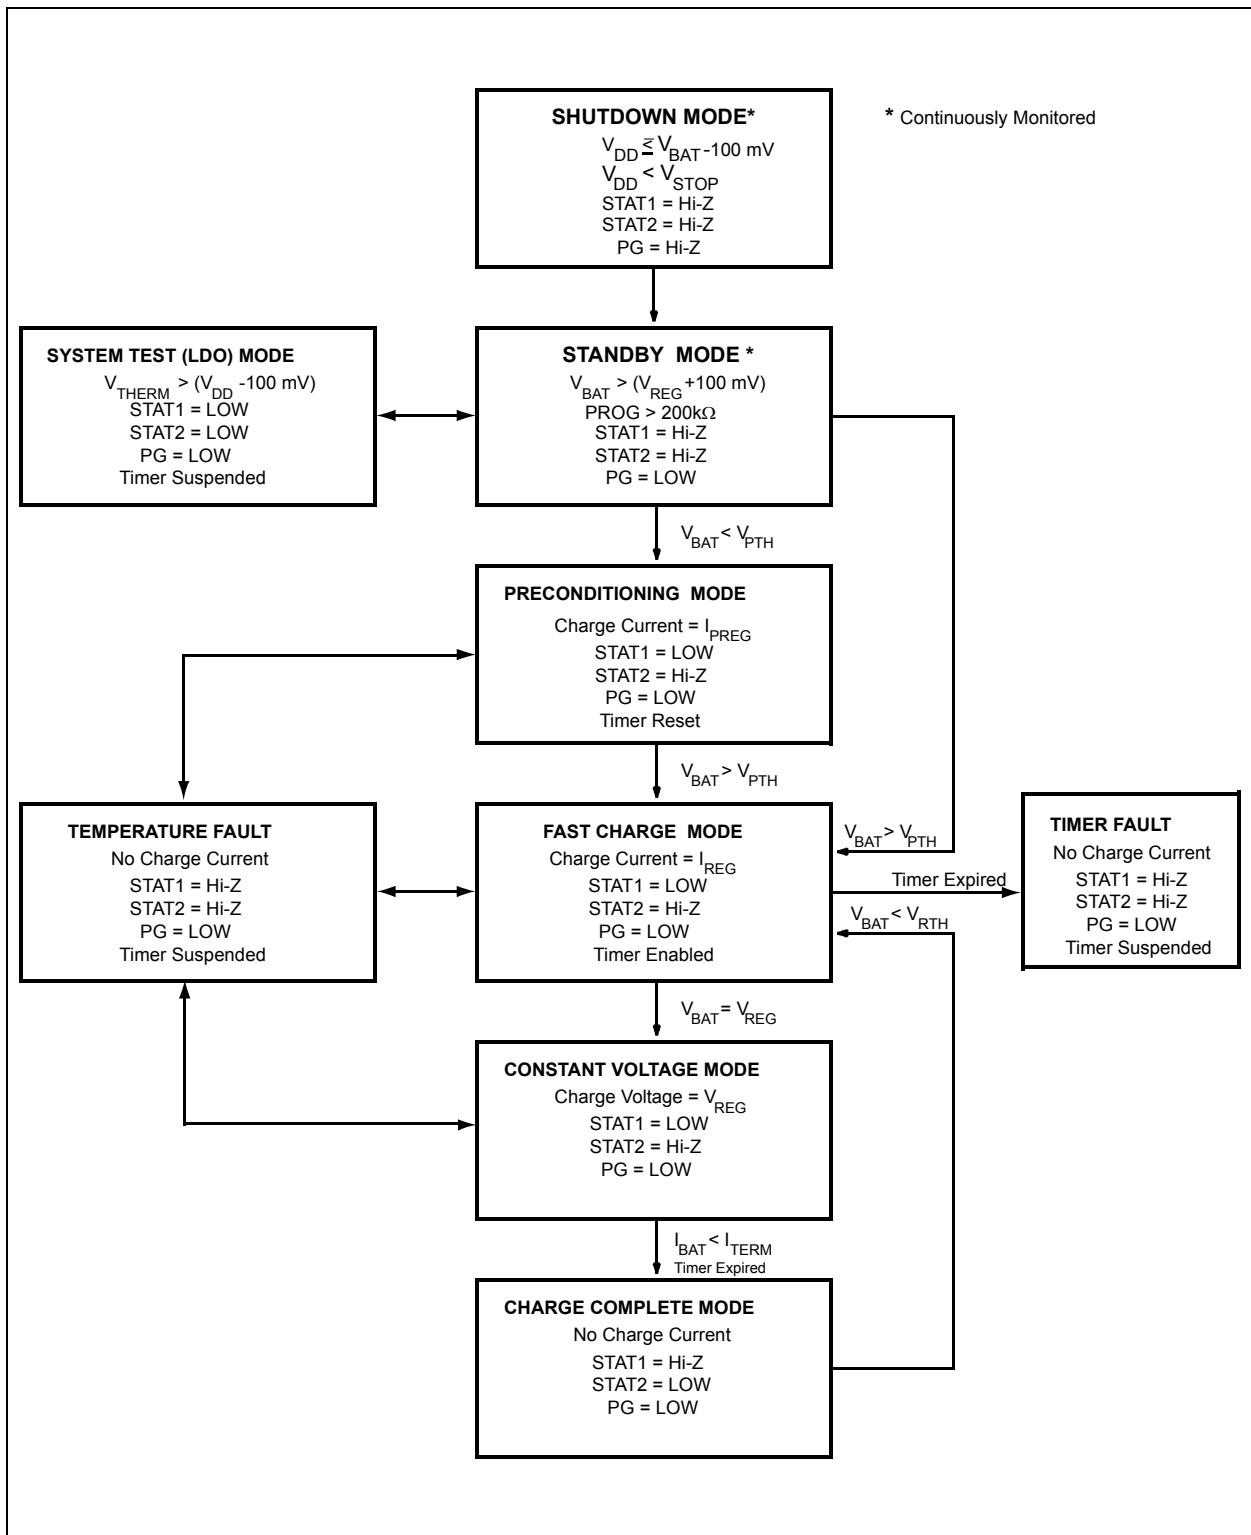 SHUTDOWN MODE*
VDD ≤ VBAT -100 mV
VDD < VSTOP
STAT1 = Hi-Z
STAT2 = Hi-Z
PG = Hi-Z
* Continuously Monitored
SYSTEM TEST (LDO) MODE
VTHERM > (VDD -100 mV)
STAT1 = LOW
STAT2 = LOW
PG = LOW
Timer Suspended
STANDBY MODE *
VBAT > (VREG +100 mV)
PROG > 200kΩ
STAT1 = Hi-Z
STAT2 = Hi-Z
PG = LOW
VBAT < VPTH
PRECONDITIONING MODE
Charge Current = IPREG
STAT1 = LOW
STAT2 = Hi-Z
PG = LOW
Timer Reset
VBAT > VPTH
TEMPERATURE FAULT
No Charge Current
STAT1 = Hi-Z
STAT2 = Hi-Z
PG = LOW
Timer Suspended
FAST CHARGE MODE
Charge Current = IREG
STAT1 = LOW
STAT2 = Hi-Z
PG = LOW
Timer Enabled
VBAT > VPTH
Timer Expired
VBAT < VRTH
TIMER FAULT
No Charge Current
STAT1 = Hi-Z
STAT2 = Hi-Z
PG = LOW
Timer Suspended
VBAT = VREG
CONSTANT VOLTAGE MODE
Charge Voltage = VREG
STAT1 = LOW
STAT2 = Hi-Z
PG = LOW
IBAT < ITERM
Timer Expired
CHARGE COMPLETE MODE
No Charge Current
STAT1 = Hi-Z
STAT2 = LOW
PG = LOW